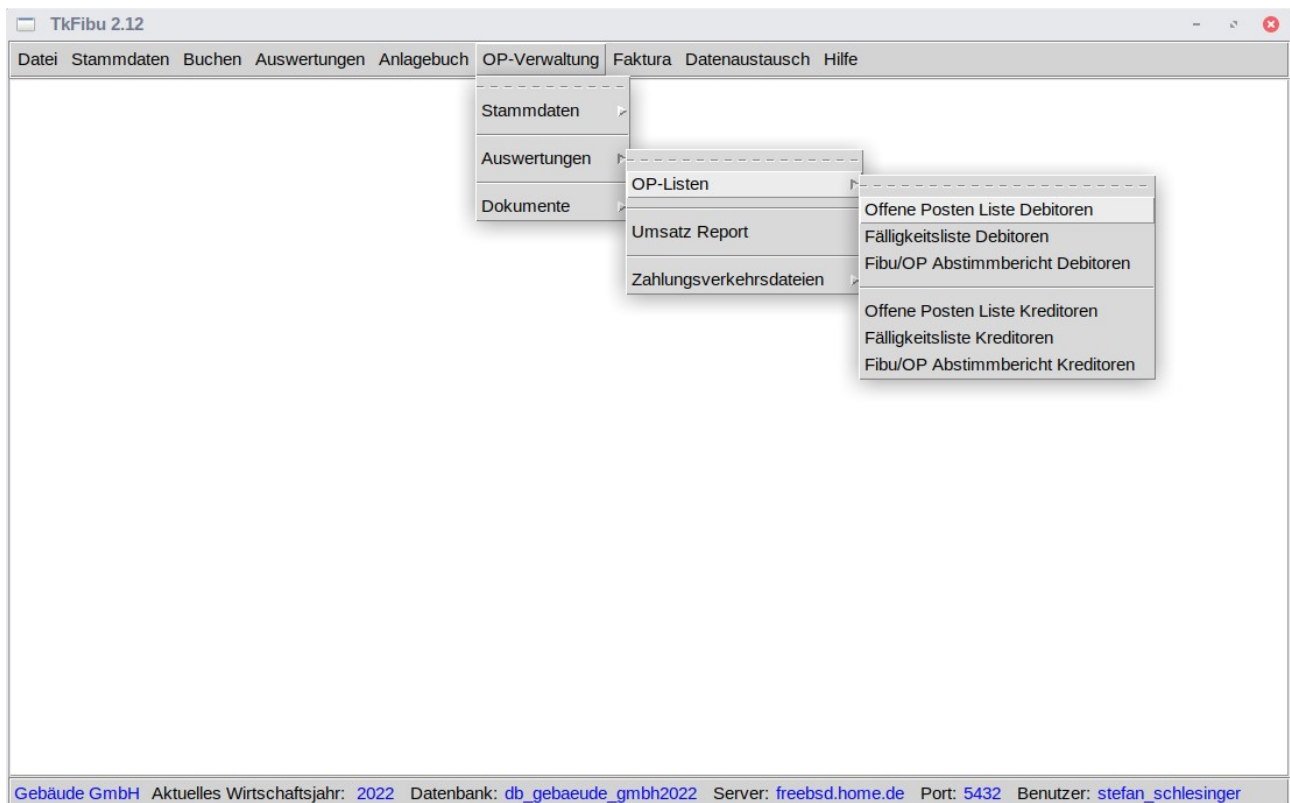 TkFibu 2.12
Datei Stammdaten Buchen Auswertungen Anlagebuch OP-Verwaltung Faktura Datenaustausch Hilfe
Stammdaten
Auswertungen
Dokumente
OP-Listen
Umsatz Report
Zahlungsverkehrsdateien
Offene Posten Liste Debitoren
Fälligkeitsliste Debitoren
Fibu/OP Abstimmbericht Debitoren
Offene Posten Liste Kreditoren
Fälligkeitsliste Kreditoren
Fibu/OP Abstimmbericht Kreditoren
Gebäude GmbH Aktuelles Wirtschaftsjahr: 2022 Datenbank: db_gebaeude_gmbh2022 Server: freebsd.home.de Port: 5432 Benutzer: stefan_schlesinger